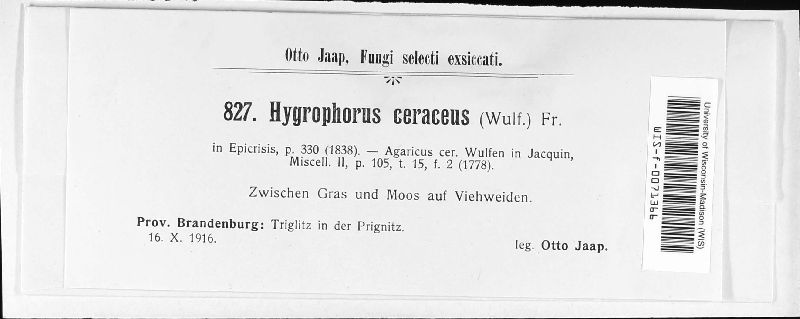 Otto Jaap, Fungi selecti exsiccati.
827. Hygrophorus ceraceus (Wulf.) Fr.
in Epicrisis, p. 330 (1838). — Agaricus cer. Wulfen in Jacquin,
Miscell. II, p. 105, t. 15, f. 2 (1778).
Zwischen Gras und Moos auf Viehweiden.
Prov. Brandenburg: Triglitz in der Prignitz.
16. X. 1916.
leg. Otto Jaap.
University of Wisconsin-Madison (WIS)
WIS-f-0071366